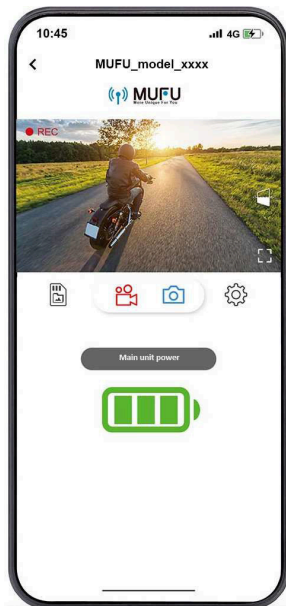 10:45
4G
MUFU_model_xxxx
MUFU
More Unique For You
REC
Main unit power